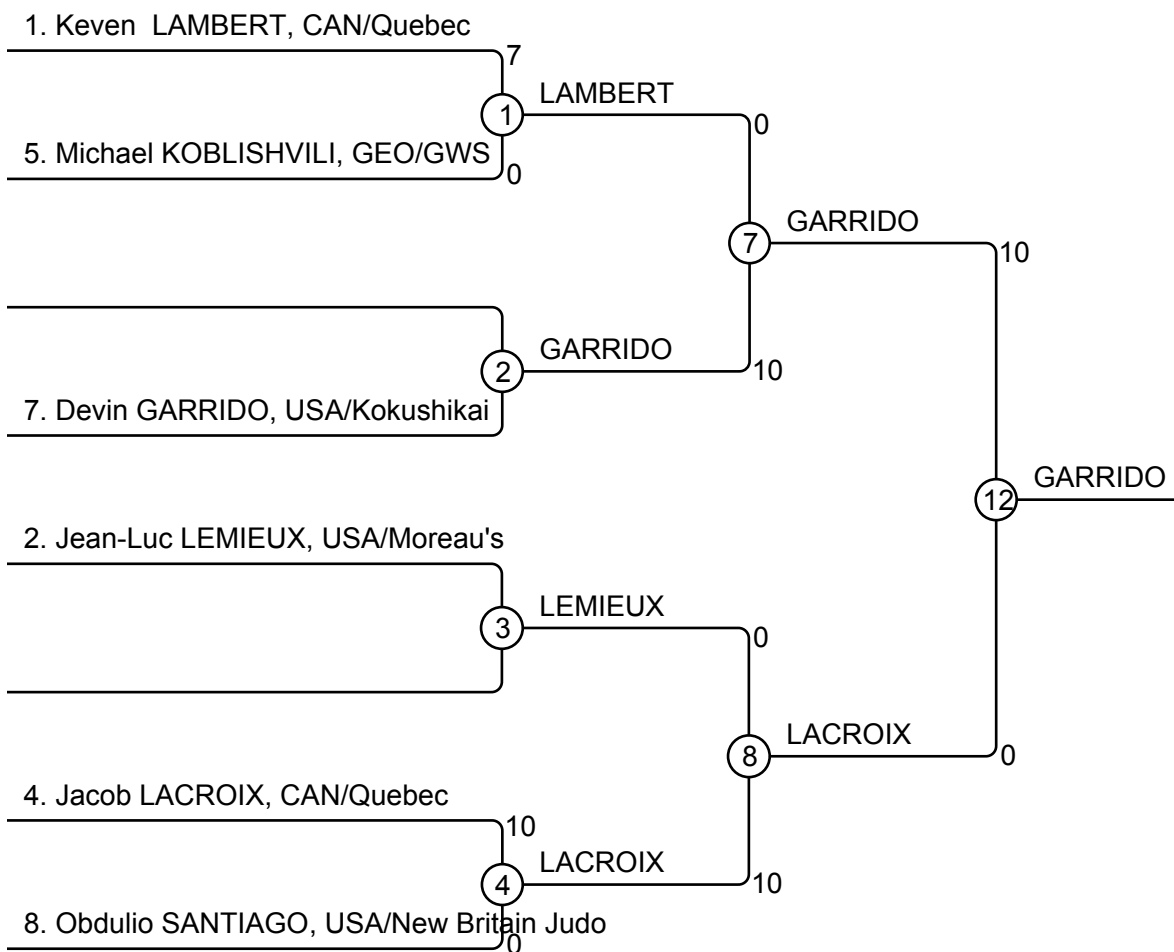 1. Keven  LAMBERT, CAN/Quebec
7
1
LAMBERT
0
5. Michael KOBLISHVILI, GEO/GWS
0
7
GARRIDO
10
2
GARRIDO
10
7. Devin GARRIDO, USA/Kokushikai
12
GARRIDO
2. Jean-Luc LEMIEUX, USA/Moreau's
3
LEMIEUX
0
8
LACROIX
0
4. Jacob LACROIX, CAN/Quebec
10
4
LACROIX
10
8. Obdulio SANTIAGO, USA/New Britain Judo
0